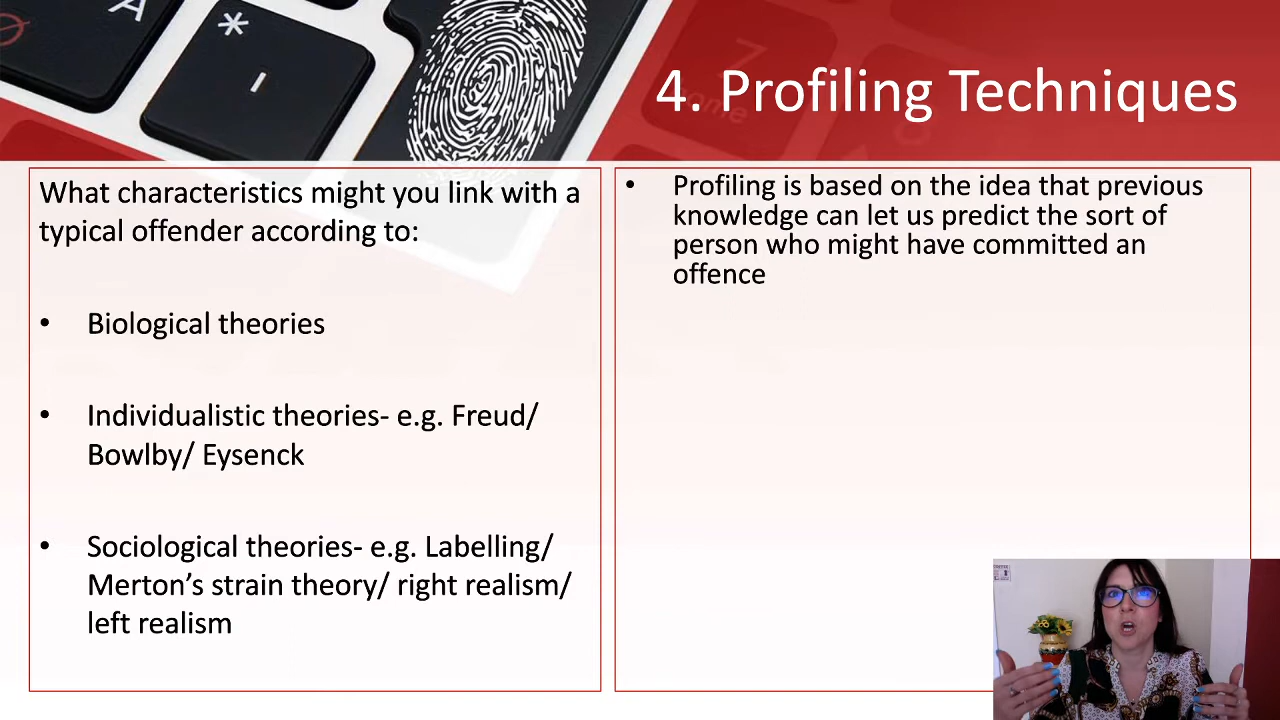 A
*
4. Profiling Techniques
What characteristics might you link with a
typical offender according to:
• Biological theories
• Individualistic theories- e.g. Freud/
Bowlby/ Eysenck
• Sociological theories- e.g. Labelling/
Merton’s strain theory/ right realism/
left realism
• Profiling is based on the idea that previous
knowledge can let us predict the sort of
person who might have committed an
offence